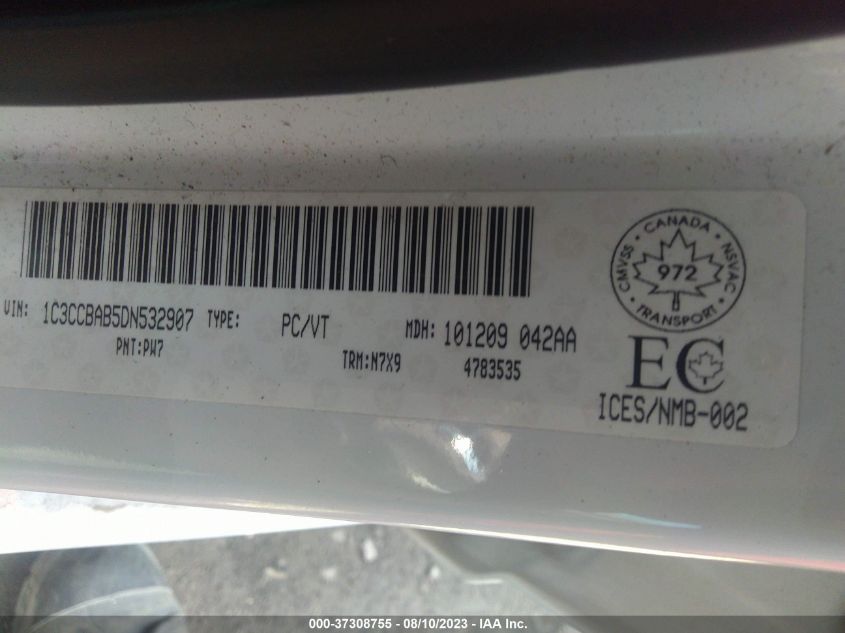 VIN: 1C3CCBAB5DN532907 TYPE: PC/VT MDH: 101209 042AA
PNT:PW7 TRM:N7X9 4783535
CMVSS • CANADA • NSVAC • TRANSPORT •
972
EC
ICES/NMB-002
000-37308755 — 08/10/2023 — IAA Inc.